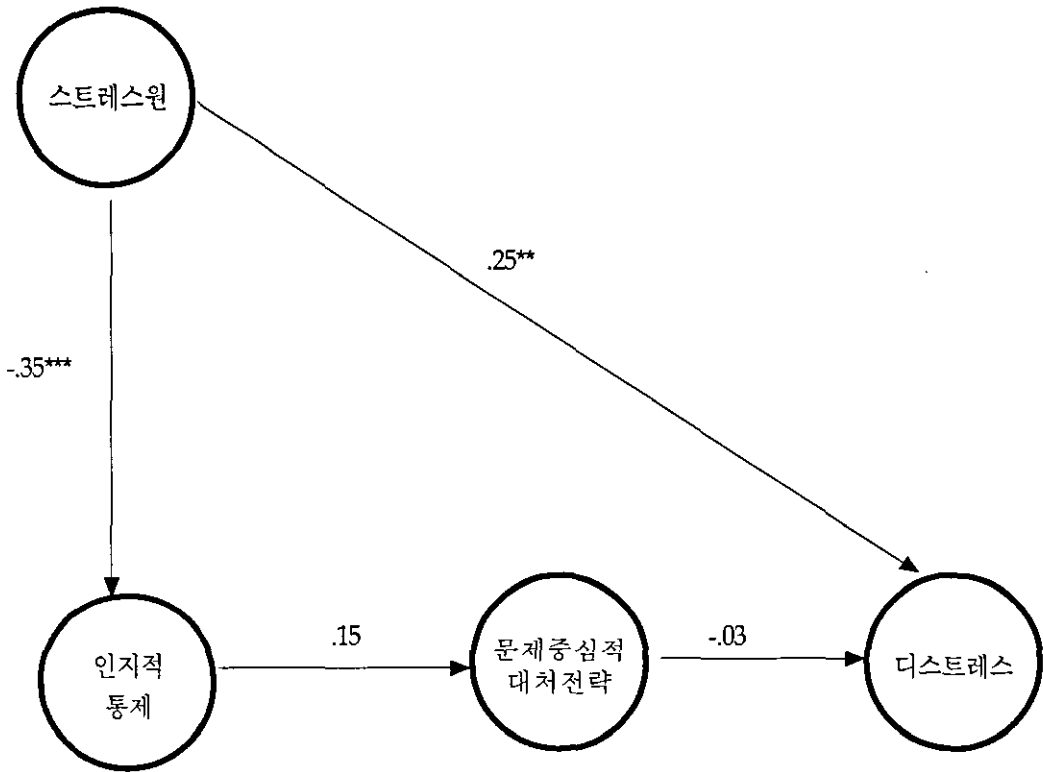 스트레스원
.25**
-.35***
인지적
통제
.15
문제중심적
대처전략
-.03
디스트레스